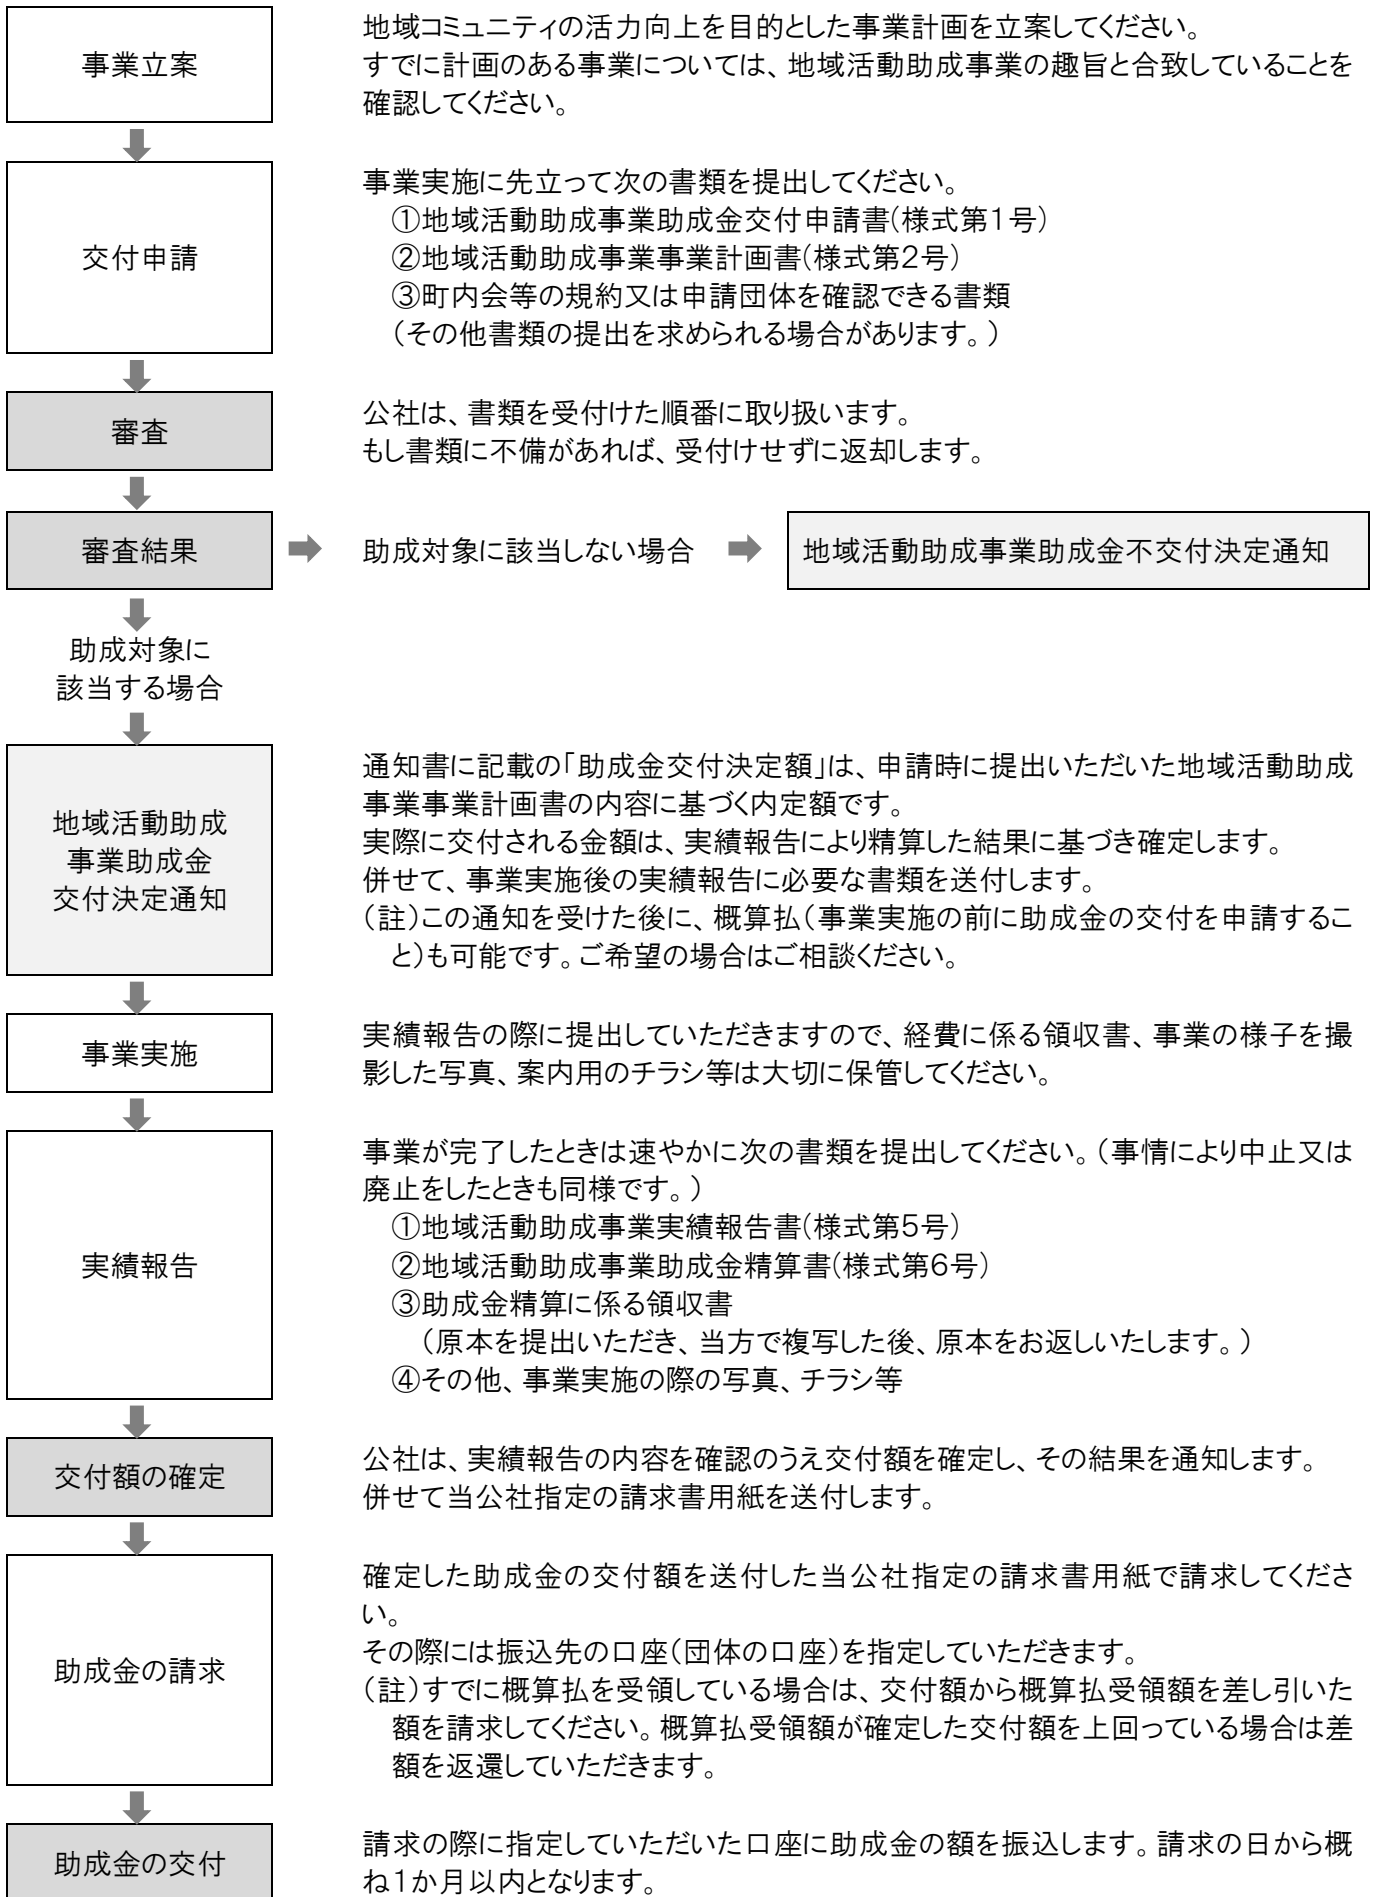 事業立案
地域コミュニティの活力向上を目的とした事業計画を立案してください。
すでに計画のある事業については、地域活動助成事業の趣旨と合致していることを
確認してください。
交付申請
事業実施に先立って次の書類を提出してください。
①地域活動助成事業助成金交付申請書(様式第1号)
②地域活動助成事業事業計画書(様式第2号)
③町内会等の規約又は申請団体を確認できる書類
（その他書類の提出を求められる場合があります。）
審査
公社は、書類を受付けた順番に取り扱います。
もし書類に不備があれば、受付けせずに返却します。
審査結果
助成対象に該当しない場合
地域活動助成事業助成金不交付決定通知
助成対象に
該当する場合
地域活動助成
事業助成金
交付決定通知
通知書に記載の「助成金交付決定額」は、申請時に提出いただいた地域活動助成
事業事業計画書の内容に基づく内定額です。
実際に交付される金額は、実績報告により精算した結果に基づき確定します。
併せて、事業実施後の実績報告に必要な書類を送付します。
（註）この通知を受けた後に、概算払（事業実施の前に助成金の交付を申請するこ
と）も可能です。ご希望の場合はご相談ください。
事業実施
実績報告の際に提出していただきますので、経費に係る領収書、事業の様子を撮
影した写真、案内用のチラシ等は大切に保管してください。
実績報告
事業が完了したときは速やかに次の書類を提出してください。（事情により中止又は
廃止をしたときも同様です。）
①地域活動助成事業実績報告書(様式第5号)
②地域活動助成事業助成金精算書(様式第6号)
③助成金精算に係る領収書
（原本を提出いただき、当方で複写した後、原本をお返しいたします。）
④その他、事業実施の際の写真、チラシ等
交付額の確定
公社は、実績報告の内容を確認のうえ交付額を確定し、その結果を通知します。
併せて当公社指定の請求書用紙を送付します。
助成金の請求
確定した助成金の交付額を送付した当公社指定の請求書用紙で請求してくださ
い。
その際には振込先の口座（団体の口座）を指定していただきます。
（註）すでに概算払を受領している場合は、交付額から概算払受領額を差し引いた
額を請求してください。概算払受領額が確定した交付額を上回っている場合は差
額を返還していただきます。
助成金の交付
請求の際に指定していただいた口座に助成金の額を振込します。請求の日から概
ね1か月以内となります。